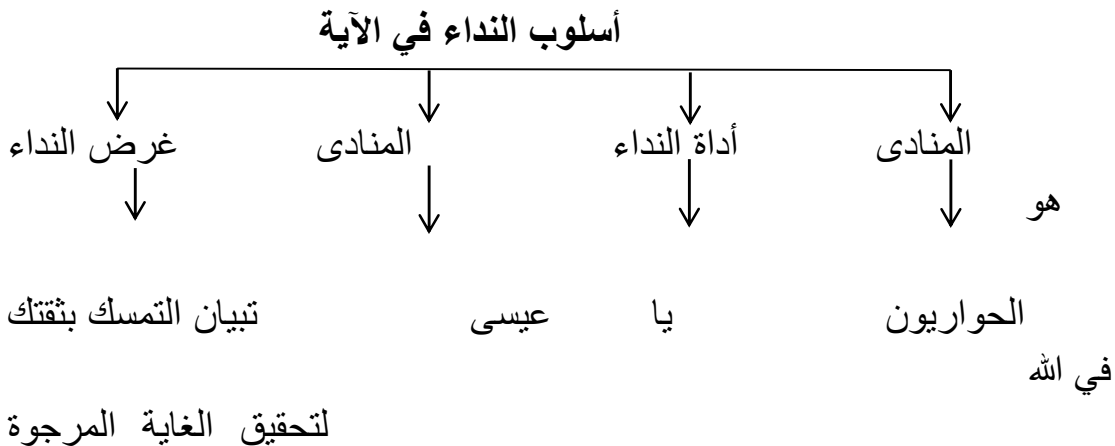 أسلوب النداء في الآية
المنادى أداة النداء المنادى غرض النداء
هو
الحواريون يا عيسى تبيان التمسك بثقتك
في الله
لتحقيق الغاية المرجوة